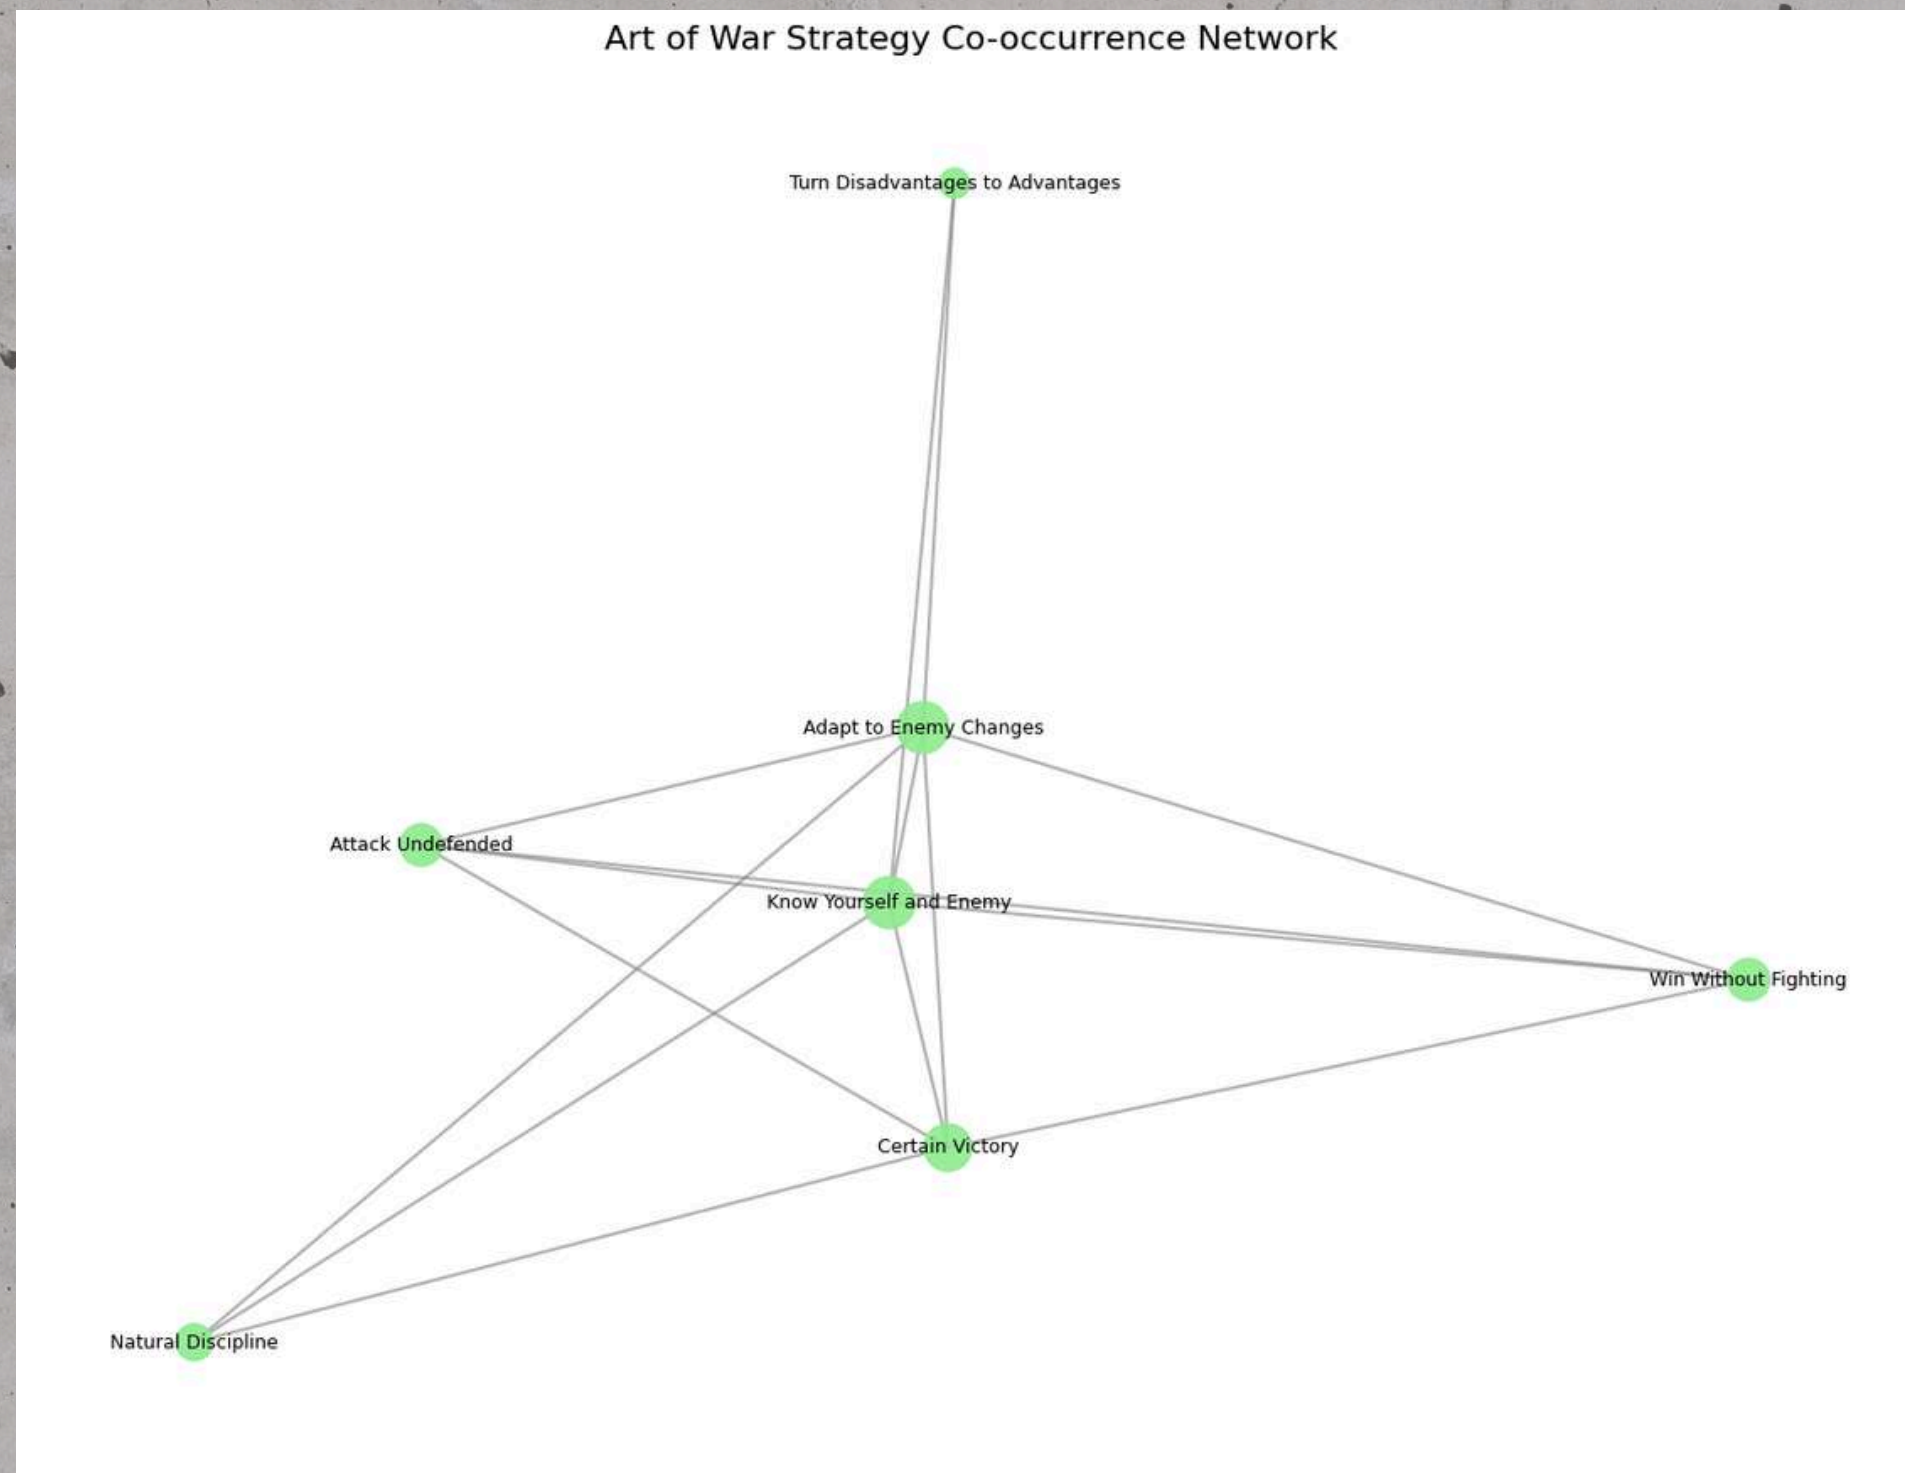 Art of War Strategy Co-occurrence Network
Turn Disadvantages to Advantages
Adapt to Enemy Changes
Attack Undefended
Know Yourself and Enemy
Win Without Fighting
Certain Victory
Natural Discipline